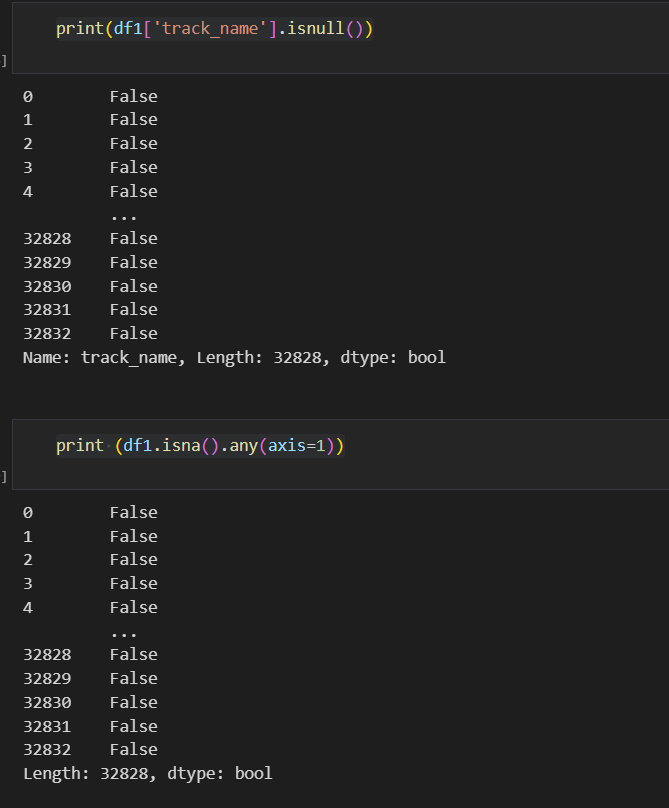 print(df1['track_name'].isnull())
]
0 False
1 False
2 False
3 False
4 False
...
32828 False
32829 False
32830 False
32831 False
32832 False
Name: track_name, Length: 32828, dtype: bool
print (df1.isna().any(axis=1))
]
0 False
1 False
2 False
3 False
4 False
...
32828 False
32829 False
32830 False
32831 False
32832 False
Length: 32828, dtype: bool